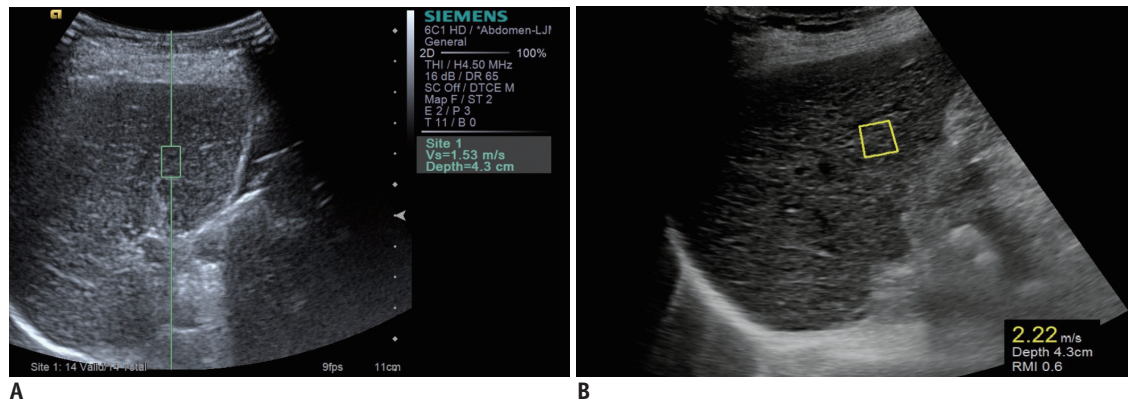 SIEMENS
6C1 HD / *Abdomen-LJM
General
2D 100%
THI / H4.50 MHz
16 dB / DR 65
SC Off / DTCE M
Map F / ST 2
E 2 / P 3
T 11 / B 0
Site 1
Vs=1.53 m/s
Depth=4.3 cm
Site 1: 14 Valid/14 Total
9fps
11cm
A
2.22 m/s
Depth 4.3cm
RMI 0.6
B